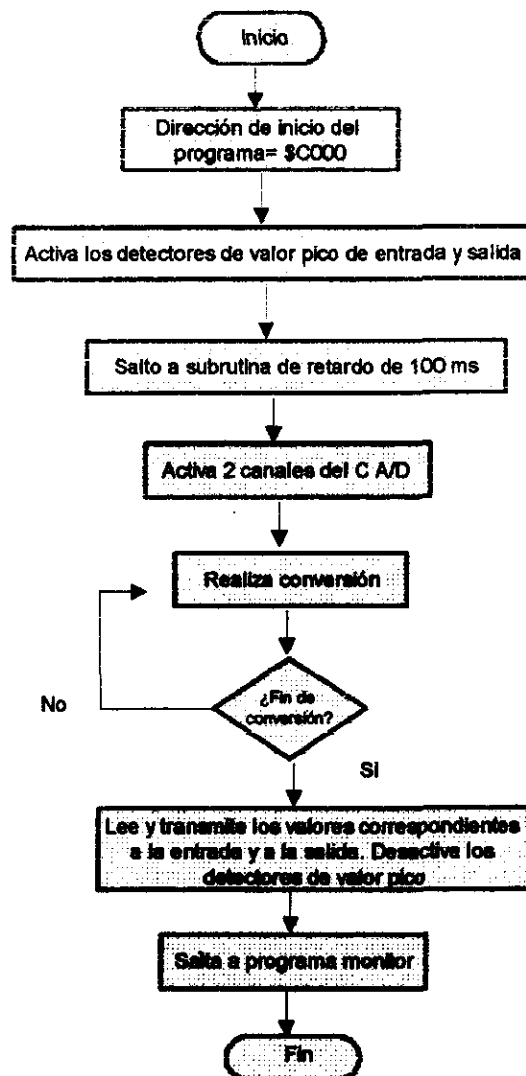 Inicio
Dirección de inicio del
programa= $C000
Activa los detectores de valor pico de entrada y salida
Salto a subrutina de retardo de 100 ms
Activa 2 canales del C A/D
Realiza conversión
¿Fin de
conversión?
No
Si
Lee y transmite los valores correspondientes
a la entrada y a la salida. Desactiva los
detectores de valor pico
Salta a programa monitor
Fin